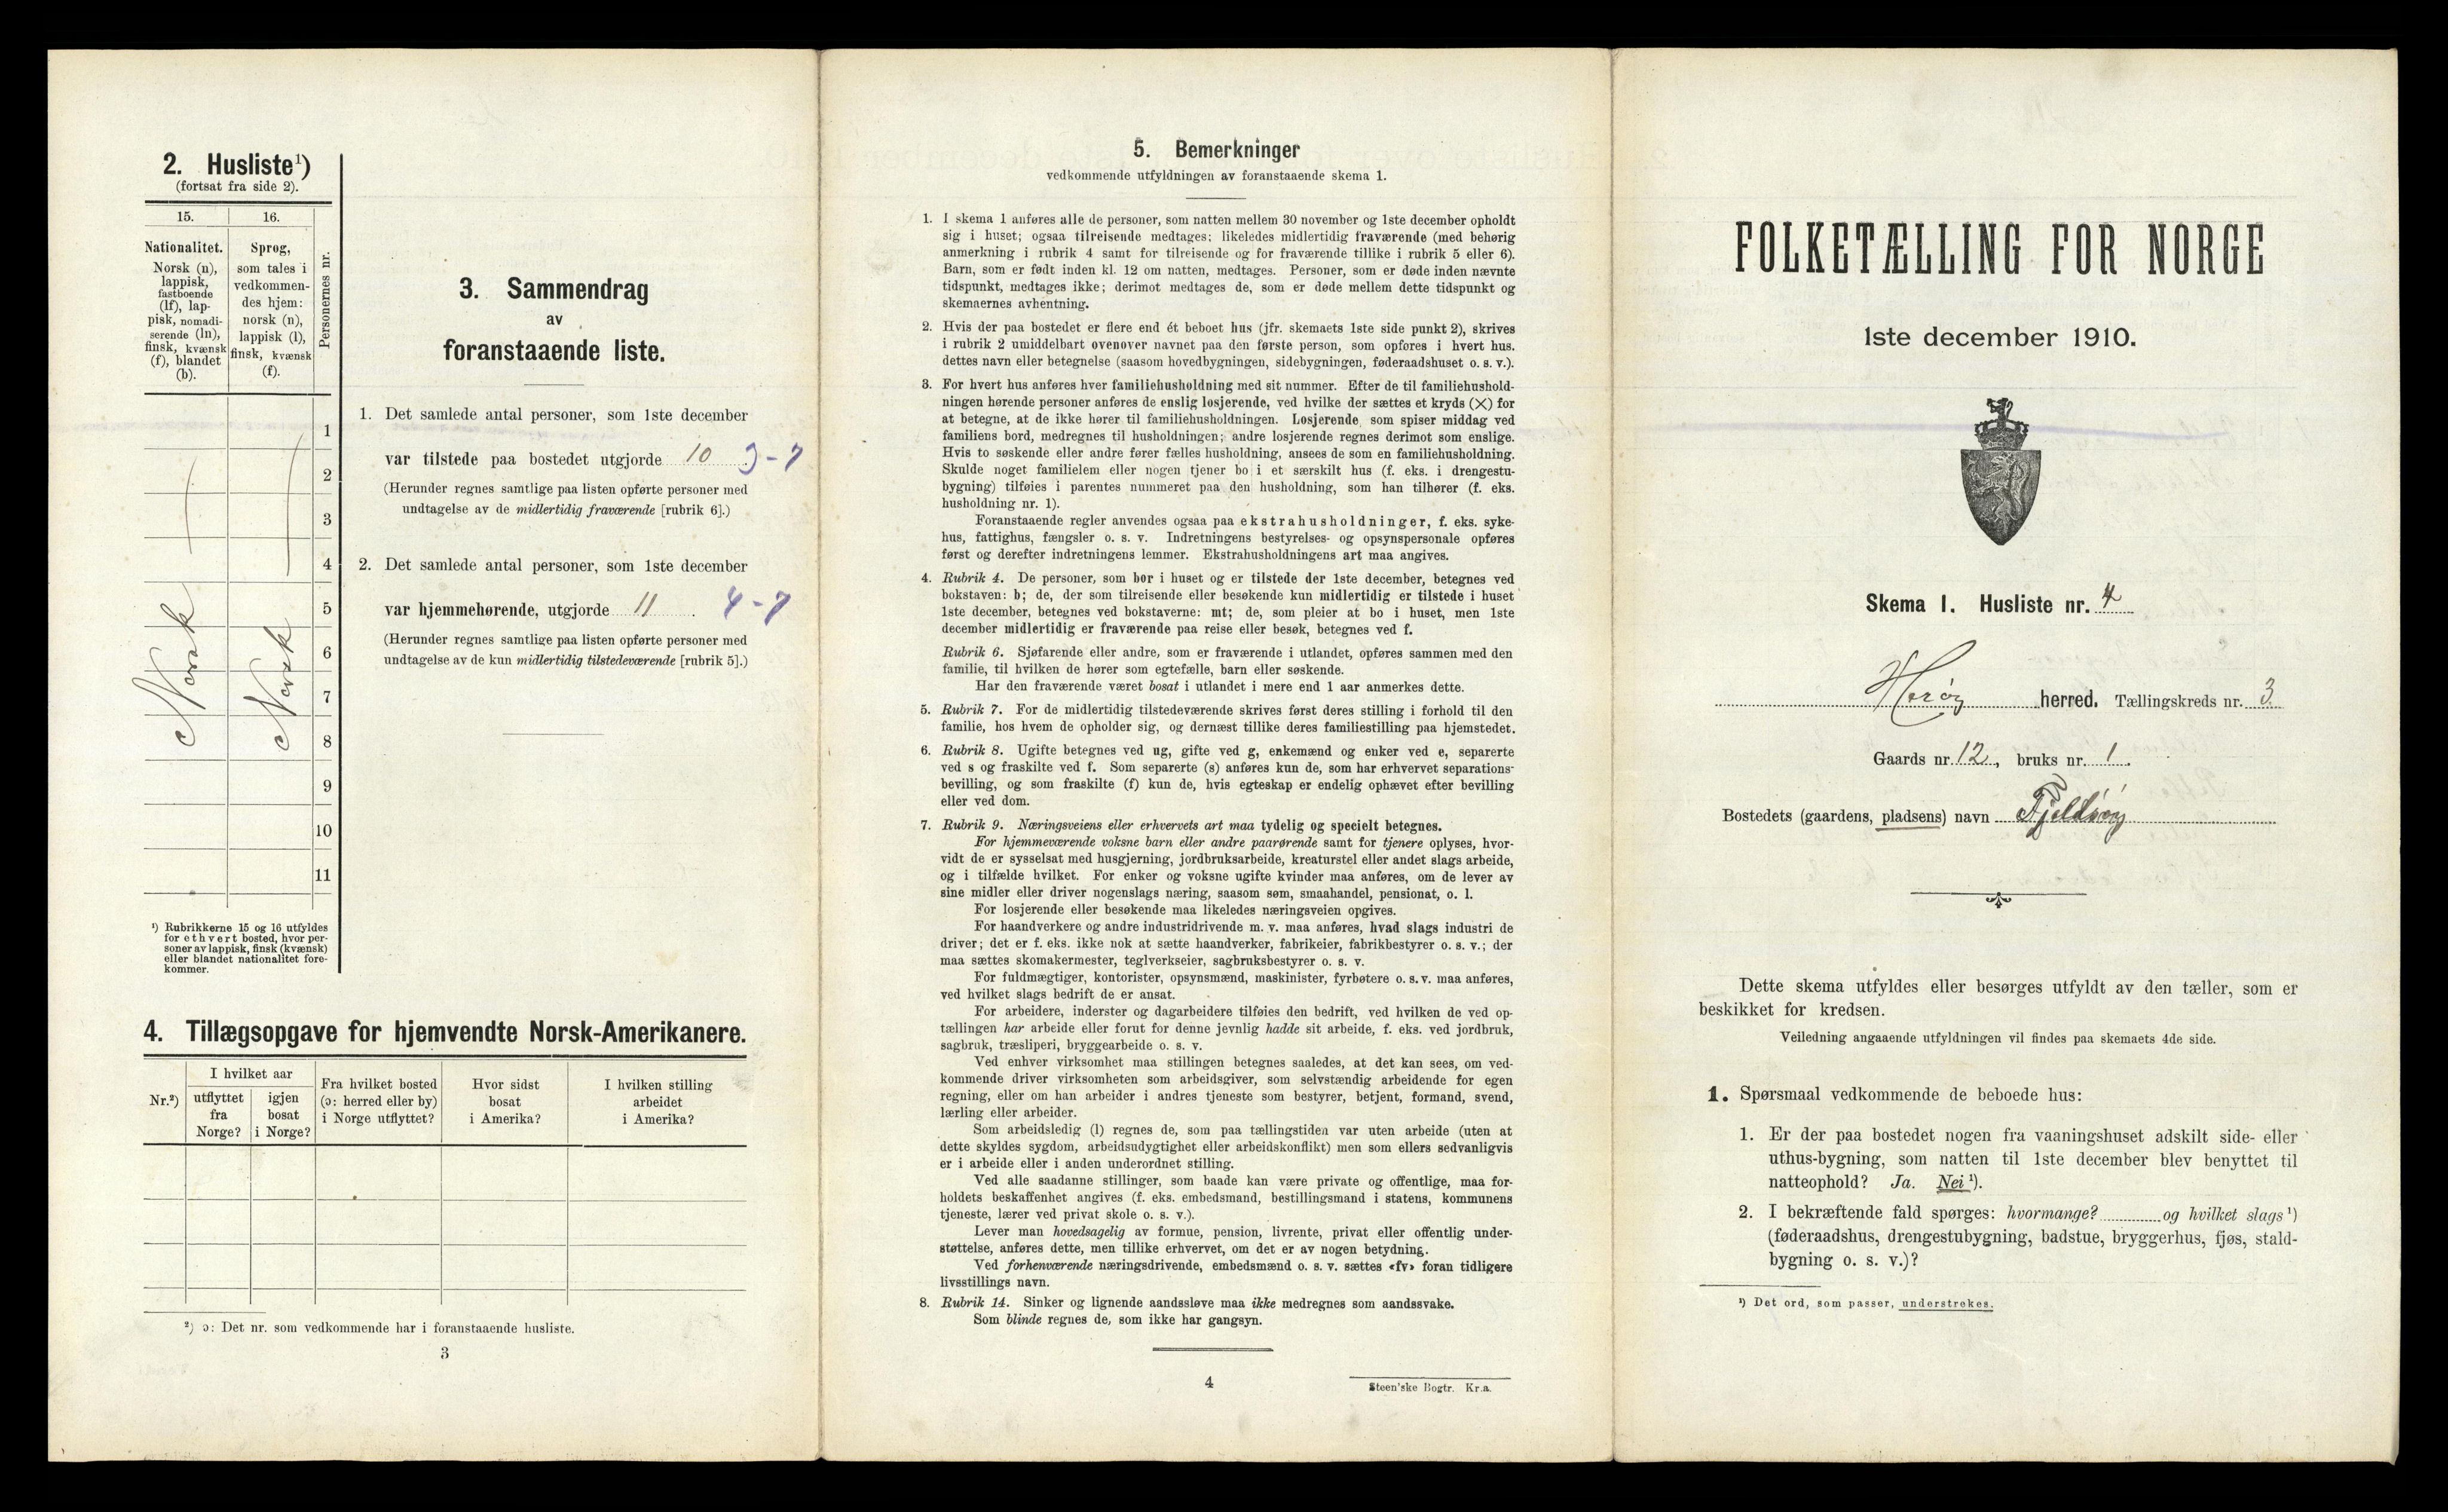 2. Husliste¹)
(fortsat fra side 2).
15.
16.
Personernes nr.
Nationalitet.
Norsk (n),
lappisk,
fastboende
(lf), lap-
pisk, nomadi-
serende (ln),
finsk, kvænsk
(f), blandet
(b).
Sprog,
som tales i
vedkommen-
des hjem:
norsk (n),
lappisk (l),
finsk, kvænsk
(f).
1
2
3
4
5
6
7
8
9
10
11
Norsk
Norsk
¹) Rubrikkerne 15 og 16 utfyldes
for ethvert bosted, hvor per-
soner av lappisk, finsk (kvænsk)
eller blandet nationalitet fore-
kommer.
3. Sammendrag
av
foranstaaende liste.
1. Det samlede antal personer, som 1ste december
var tilstede paa bostedet utgjorde 10 3-7
(Herunder regnes samtlige paa listen opførte personer med
undtagelse av de midlertidig fraværende [rubrik 6].)
2. Det samlede antal personer, som 1ste december
var hjemmehørende, utgjorde 11. 4-7
(Herunder regnes samtlige paa listen opførte personer med
undtagelse av de kun midlertidig tilstedeværende [rubrik 5].)
4. Tillægsopgave for hjemvendte Norsk-Amerikanere.
Nr.²)
I hvilket aar
utflyttet
fra
Norge?
igjen
bosat
i Norge?
Fra hvilket bosted
(ɔ: herred eller by)
i Norge utflyttet?
Hvor sidst
bosat
i Amerika?
I hvilken stilling
arbeidet
i Amerika?
²) ɔ: Det nr. som vedkommende har i foranstaaende husliste.
3
5. Bemerkninger
vedkommende utfyldningen av foranstaaende skema 1.
1. I skema 1 anføres alle de personer, som natten mellem 30 november og 1ste december opholdt
sig i huset; ogsaa tilreisende medtages; likeledes midlertidig fraværende (med behørig
anmerkning i rubrik 4 samt for tilreisende og for fraværende tillike i rubrik 5 eller 6).
Barn, som er født inden kl. 12 om natten, medtages. Personer, som er døde inden nævnte
tidspunkt, medtages ikke; derimot medtages de, som er døde mellem dette tidspunkt og
skemaernes avhentning.
2. Hvis der paa bostedet er flere end ét beboet hus (jfr. skemaets 1ste side punkt 2), skrives
i rubrik 2 umiddelbart ovenover navnet paa den første person, som opføres i hvert hus.
dettes navn eller betegnelse (saasom hovedbygningen, sidebygningen, føderaadshuset o. s. v.).
3. For hvert hus anføres hver familiehusholdning med sit nummer. Efter de til familiehushold-
ningen hørende personer anføres de enslig losjerende, ved hvilke der sættes et kryds (×) for
at betegne, at de ikke hører til familiehusholdningen. Losjerende, som spiser middag ved
familiens bord, medregnes til husholdningen; andre losjerende regnes derimot som enslige.
Hvis to søskende eller andre fører fælles husholdning, ansees de som en familiehusholdning.
Skulde noget familielem eller nogen tjener bo i et særskilt hus (f. eks. i drengestu-
bygning) tilføies i parentes nummeret paa den husholdning, som han tilhører (f. eks.
husholdning nr. 1).
Foranstaaende regler anvendes ogsaa paa ekstrahusholdninger, f. eks. syke-
hus, fattighus, fængsler o. s. v. Indretningens bestyrelses- og opsynspersonale opføres
først og derefter indretningens lemmer. Ekstrahusholdningens art maa angives.
4. Rubrik 4. De personer, som bor i huset og er tilstede der 1ste december, betegnes ved
bokstaven: b; de, der som tilreisende eller besøkende kun midlertidig er tilstede i huset
1ste december, betegnes ved bokstaverne: mt; de, som pleier at bo i huset, men 1ste
december midlertidig er fraværende paa reise eller besøk, betegnes ved f.
Rubrik 6. Sjøfarende eller andre, som er fraværende i utlandet, opføres sammen med den
familie, til hvilken de hører som egtefælle, barn eller søskende.
Har den fraværende været bosat i utlandet i mere end 1 aar anmerkes dette.
5. Rubrik 7. For de midlertidig tilstedeværende skrives først deres stilling i forhold til den
familie, hos hvem de opholder sig, og dernæst tillike deres familiestilling paa hjemstedet.
6. Rubrik 8. Ugifte betegnes ved ug, gifte ved g, enkemænd og enker ved e, separerte
ved s og fraskilte ved f. Som separerte (s) anføres kun de, som har erhvervet separations-
bevilling, og som fraskilte (f) kun de, hvis egteskap er endelig ophævet efter bevilling
eller ved dom.
7. Rubrik 9. Næringsveiens eller erhvervets art maa tydelig og specielt betegnes.
For hjemmeværende voksne barn eller andre paarørende samt for tjenere oplyses, hvor-
vidt de er sysselsat med husgjerning, jordbruksarbeide, kreaturstel eller andet slags arbeide,
og i tilfælde hvilket. For enker og voksne ugifte kvinder maa anføres, om de lever av
sine midler eller driver nogenslags næring, saasom søm, smaahandel, pensionat, o. l.
For losjerende eller besøkende maa likeledes næringsveien opgives.
For haandverkere og andre industridrivende m. v. maa anføres, hvad slags industri de
driver; det er f. eks. ikke nok at sætte haandverker, fabrikeier, fabrikbestyrer o. s. v.; der
maa sættes skomakermester, teglverkseier, sagbruksbestyrer o. s. v.
For fuldmægtiger, kontorister, opsynsmænd, maskinister, fyrbøtere o. s. v. maa anføres,
ved hvilket slags bedrift de er ansat.
For arbeidere, inderster og dagarbeidere tilføies den bedrift, ved hvilken de ved op-
tællingen har arbeide eller forut for denne jevnlig hadde sit arbeide, f. eks. ved jordbruk,
sagbruk, træsliperi, bryggearbeide o. s. v.
Ved enhver virksomhet maa stillingen betegnes saaledes, at det kan sees, om ved-
kommende driver virksomheten som arbeidsgiver, som selvstændig arbeidende for egen
regning, eller om han arbeider i andres tjeneste som bestyrer, betjent, formand, svend,
lærling eller arbeider.
Som arbeidsledig (l) regnes de, som paa tællingstiden var uten arbeide (uten at
dette skyldes sygdom, arbeidsudygtighet eller arbeidskonflikt) men som ellers sedvanligvis
er i arbeide eller i anden underordnet stilling.
Ved alle saadanne stillinger, som baade kan være private og offentlige, maa for-
holdets beskaffenhet angives (f. eks. embedsmand, bestillingsmand i statens, kommunens
tjeneste, lærer ved privat skole o. s. v.).
Lever man hovedsagelig av formue, pension, livrente, privat eller offentlig under-
støttelse, anføres dette, men tillike erhvervet, om det er av nogen betydning.
Ved forhenværende næringsdrivende, embedsmænd o. s. v. sættes «fv» foran tidligere
livsstillings navn.
8. Rubrik 14. Sinker og lignende aandssløve maa ikke medregnes som aandssvake.
Som blinde regnes de, som ikke har gangsyn.
4
Steen'ske Bogtr. Kr.a.
FOLKETÆLLING FOR NORGE
1ste december 1910.
Skema 1. Husliste nr. 4
Herøy herred. Tællingskreds nr. 3
Gaards nr. 12, bruks nr. 1.
Bostedets (gaardens, pladsens) navn Fjeldsøy
Dette skema utfyldes eller besørges utfyldt av den tæller, som er
beskikket for kredsen.
Veiledning angaaende utfyldningen vil findes paa skemaets 4de side.
1. Spørsmaal vedkommende de beboede hus:
1. Er der paa bostedet nogen fra vaaningshuset adskilt side- eller
uthus-bygning, som natten til 1ste december blev benyttet til
natteophold? Ja. Nei¹).
2. I bekræftende fald spørges: hvormange? og hvilket slags¹)
(føderaadshus, drengestubygning, badstue, bryggerhus, fjøs, stald-
bygning o. s. v.)?
¹) Det ord, som passer, understrekes.